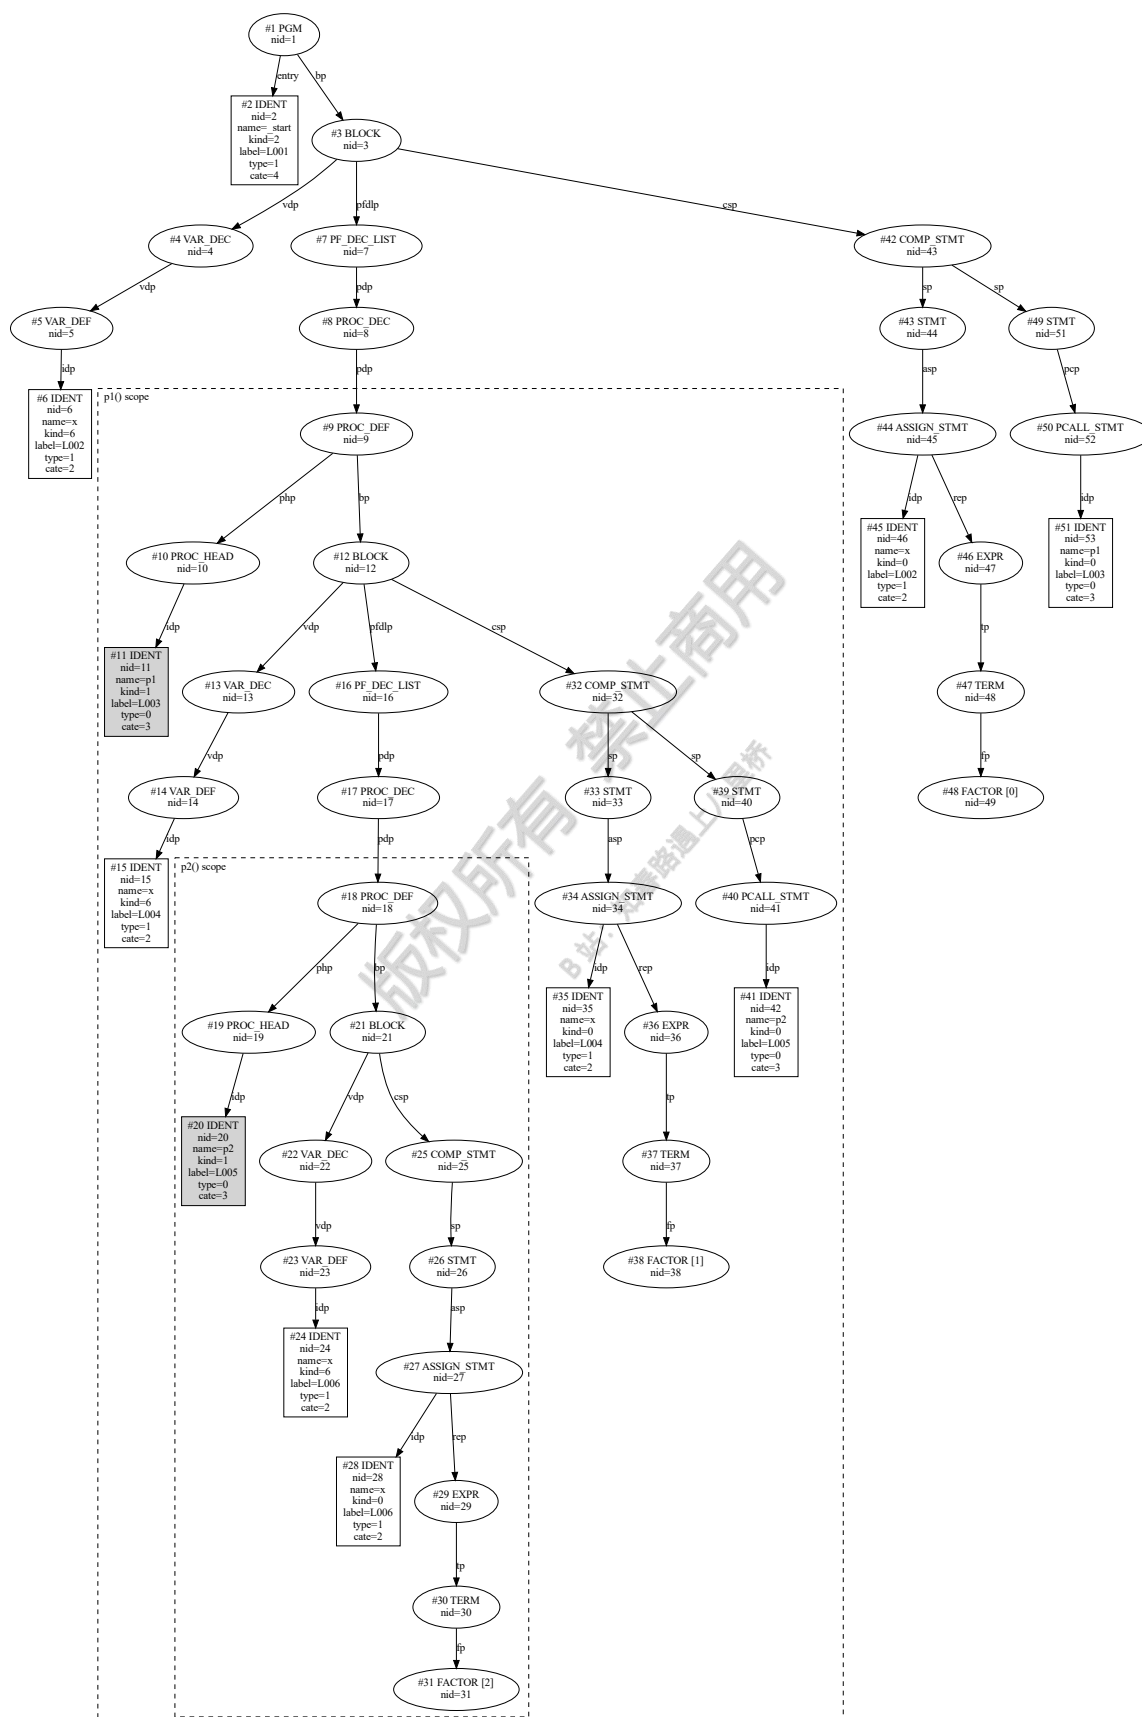 #1 PGM
nid=1
entry
bp
#2 IDENT
nid=2
name=_start
kind=2
label=L001
type=1
cate=4
#3 BLOCK
nid=3
vdp
pfdlp
csp
#4 VAR_DEC
nid=4
#7 PF_DEC_LIST
nid=7
#42 COMP_STMT
nid=43
vdp
pdp
sp
sp
#5 VAR_DEF
nid=5
#8 PROC_DEC
nid=8
#43 STMT
nid=44
#49 STMT
nid=51
idp
pdp
asp
pcp
#6 IDENT
nid=6
name=x
kind=6
label=L002
type=1
cate=2
p1() scope
#9 PROC_DEF
nid=9
#44 ASSIGN_STMT
nid=45
#50 PCALL_STMT
nid=52
php
bp
idp
rep
idp
#10 PROC_HEAD
nid=10
#12 BLOCK
nid=12
#45 IDENT
nid=46
name=x
kind=0
label=L002
type=1
cate=2
#46 EXPR
nid=47
#51 IDENT
nid=53
name=p1
kind=0
label=L003
type=0
cate=3
idp
vdp
pfdlp
csp
tp
#11 IDENT
nid=11
name=p1
kind=1
label=L003
type=0
cate=3
#13 VAR_DEC
nid=13
#16 PF_DEC_LIST
nid=16
#32 COMP_STMT
nid=32
#47 TERM
nid=48
vdp
pdp
sp
sp
fp
#14 VAR_DEF
nid=14
#17 PROC_DEC
nid=17
#33 STMT
nid=33
#39 STMT
nid=40
#48 FACTOR [0]
nid=49
idp
pdp
asp
pcp
#15 IDENT
nid=15
name=x
kind=6
label=L004
type=1
cate=2
p2() scope
#18 PROC_DEF
nid=18
#34 ASSIGN_STMT
nid=34
#40 PCALL_STMT
nid=41
php
bp
idp
rep
idp
#19 PROC_HEAD
nid=19
#21 BLOCK
nid=21
#35 IDENT
nid=35
name=x
kind=0
label=L004
type=1
cate=2
#36 EXPR
nid=36
#41 IDENT
nid=42
name=p2
kind=0
label=L005
type=0
cate=3
idp
vdp
csp
tp
#20 IDENT
nid=20
name=p2
kind=1
label=L005
type=0
cate=3
#22 VAR_DEC
nid=22
#25 COMP_STMT
nid=25
#37 TERM
nid=37
vdp
sp
fp
#23 VAR_DEF
nid=23
#26 STMT
nid=26
#38 FACTOR [1]
nid=38
idp
asp
#24 IDENT
nid=24
name=x
kind=6
label=L006
type=1
cate=2
#27 ASSIGN_STMT
nid=27
idp
rep
#28 IDENT
nid=28
name=x
kind=0
label=L006
type=1
cate=2
#29 EXPR
nid=29
tp
#30 TERM
nid=30
fp
#31 FACTOR [2]
nid=31
版权所有 禁止商用
B 站：
路遇上八星桥